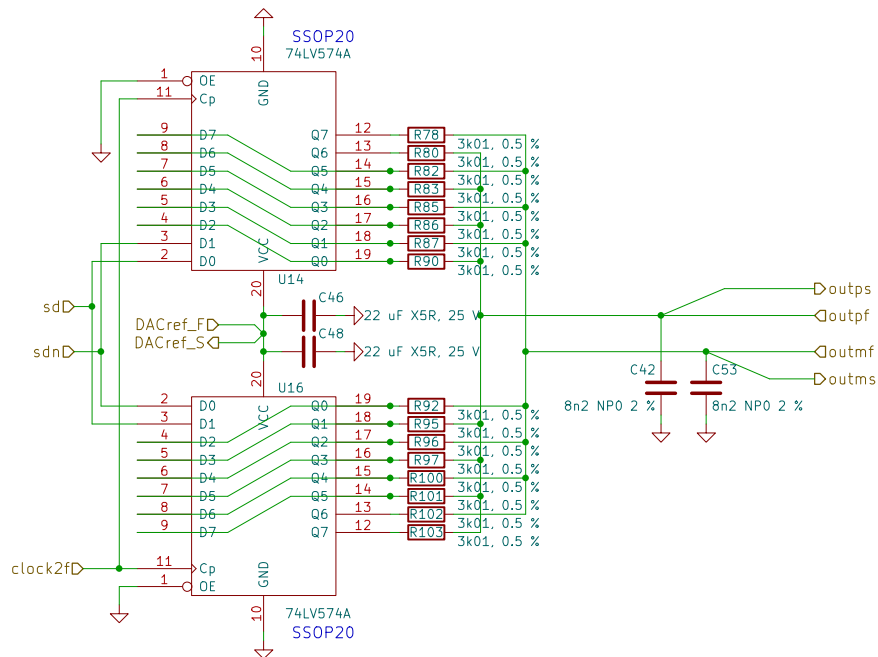 SSOP20
74LV574A
10
GND
1 OE
11 Cp
9 D7 Q7 12 R78 3k01, 0.5 %
8 D6 Q6 13 R80 3k01, 0.5 %
7 D5 Q5 14 R82 3k01, 0.5 %
6 D4 Q4 15 R83 3k01, 0.5 %
5 D3 Q3 16 R85 3k01, 0.5 %
4 D2 Q2 17 R86 3k01, 0.5 %
3 D1 Q1 18 R87 3k01, 0.5 %
2 D0 Q0 19 R90 3k01, 0.5 %
VCC
U14
20
sd
sdn
DACref_F
DACref_S
C46
22 uF X5R, 25 V
C48
22 uF X5R, 25 V
outps
outpf
outmf
outms
C42
8n2 NP0 2 %
C53
8n2 NP0 2 %
20
U16
VCC
2 D0 Q0 19 R92 3k01, 0.5 %
3 D1 Q1 18 R95 3k01, 0.5 %
4 D2 Q2 17 R96 3k01, 0.5 %
5 D3 Q3 16 R97 3k01, 0.5 %
6 D4 Q4 15 R100 3k01, 0.5 %
7 D5 Q5 14 R101 3k01, 0.5 %
8 D6 Q6 13 R102 3k01, 0.5 %
9 D7 Q7 12 R103 3k01, 0.5 %
clock2f
11 Cp
1 OE
GND
10
74LV574A
SSOP20